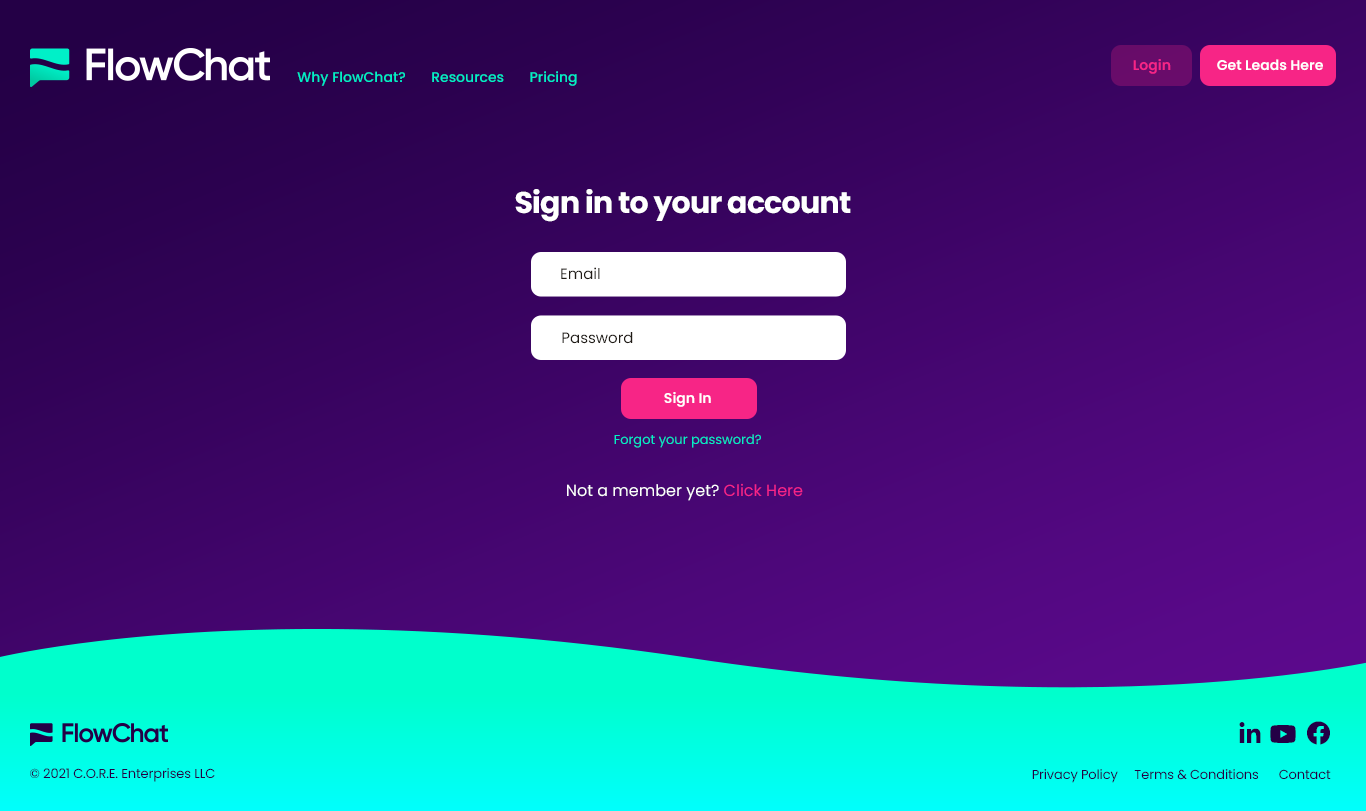 FlowChat
Why FlowChat? Resources Pricing
Login
Get Leads Here
Sign in to your account
Email
Password
Sign In
Forgot your password?
Not a member yet? Click Here
FlowChat
in
© 2021 C.O.R.E. Enterprises LLC
Privacy Policy Terms & Conditions Contact